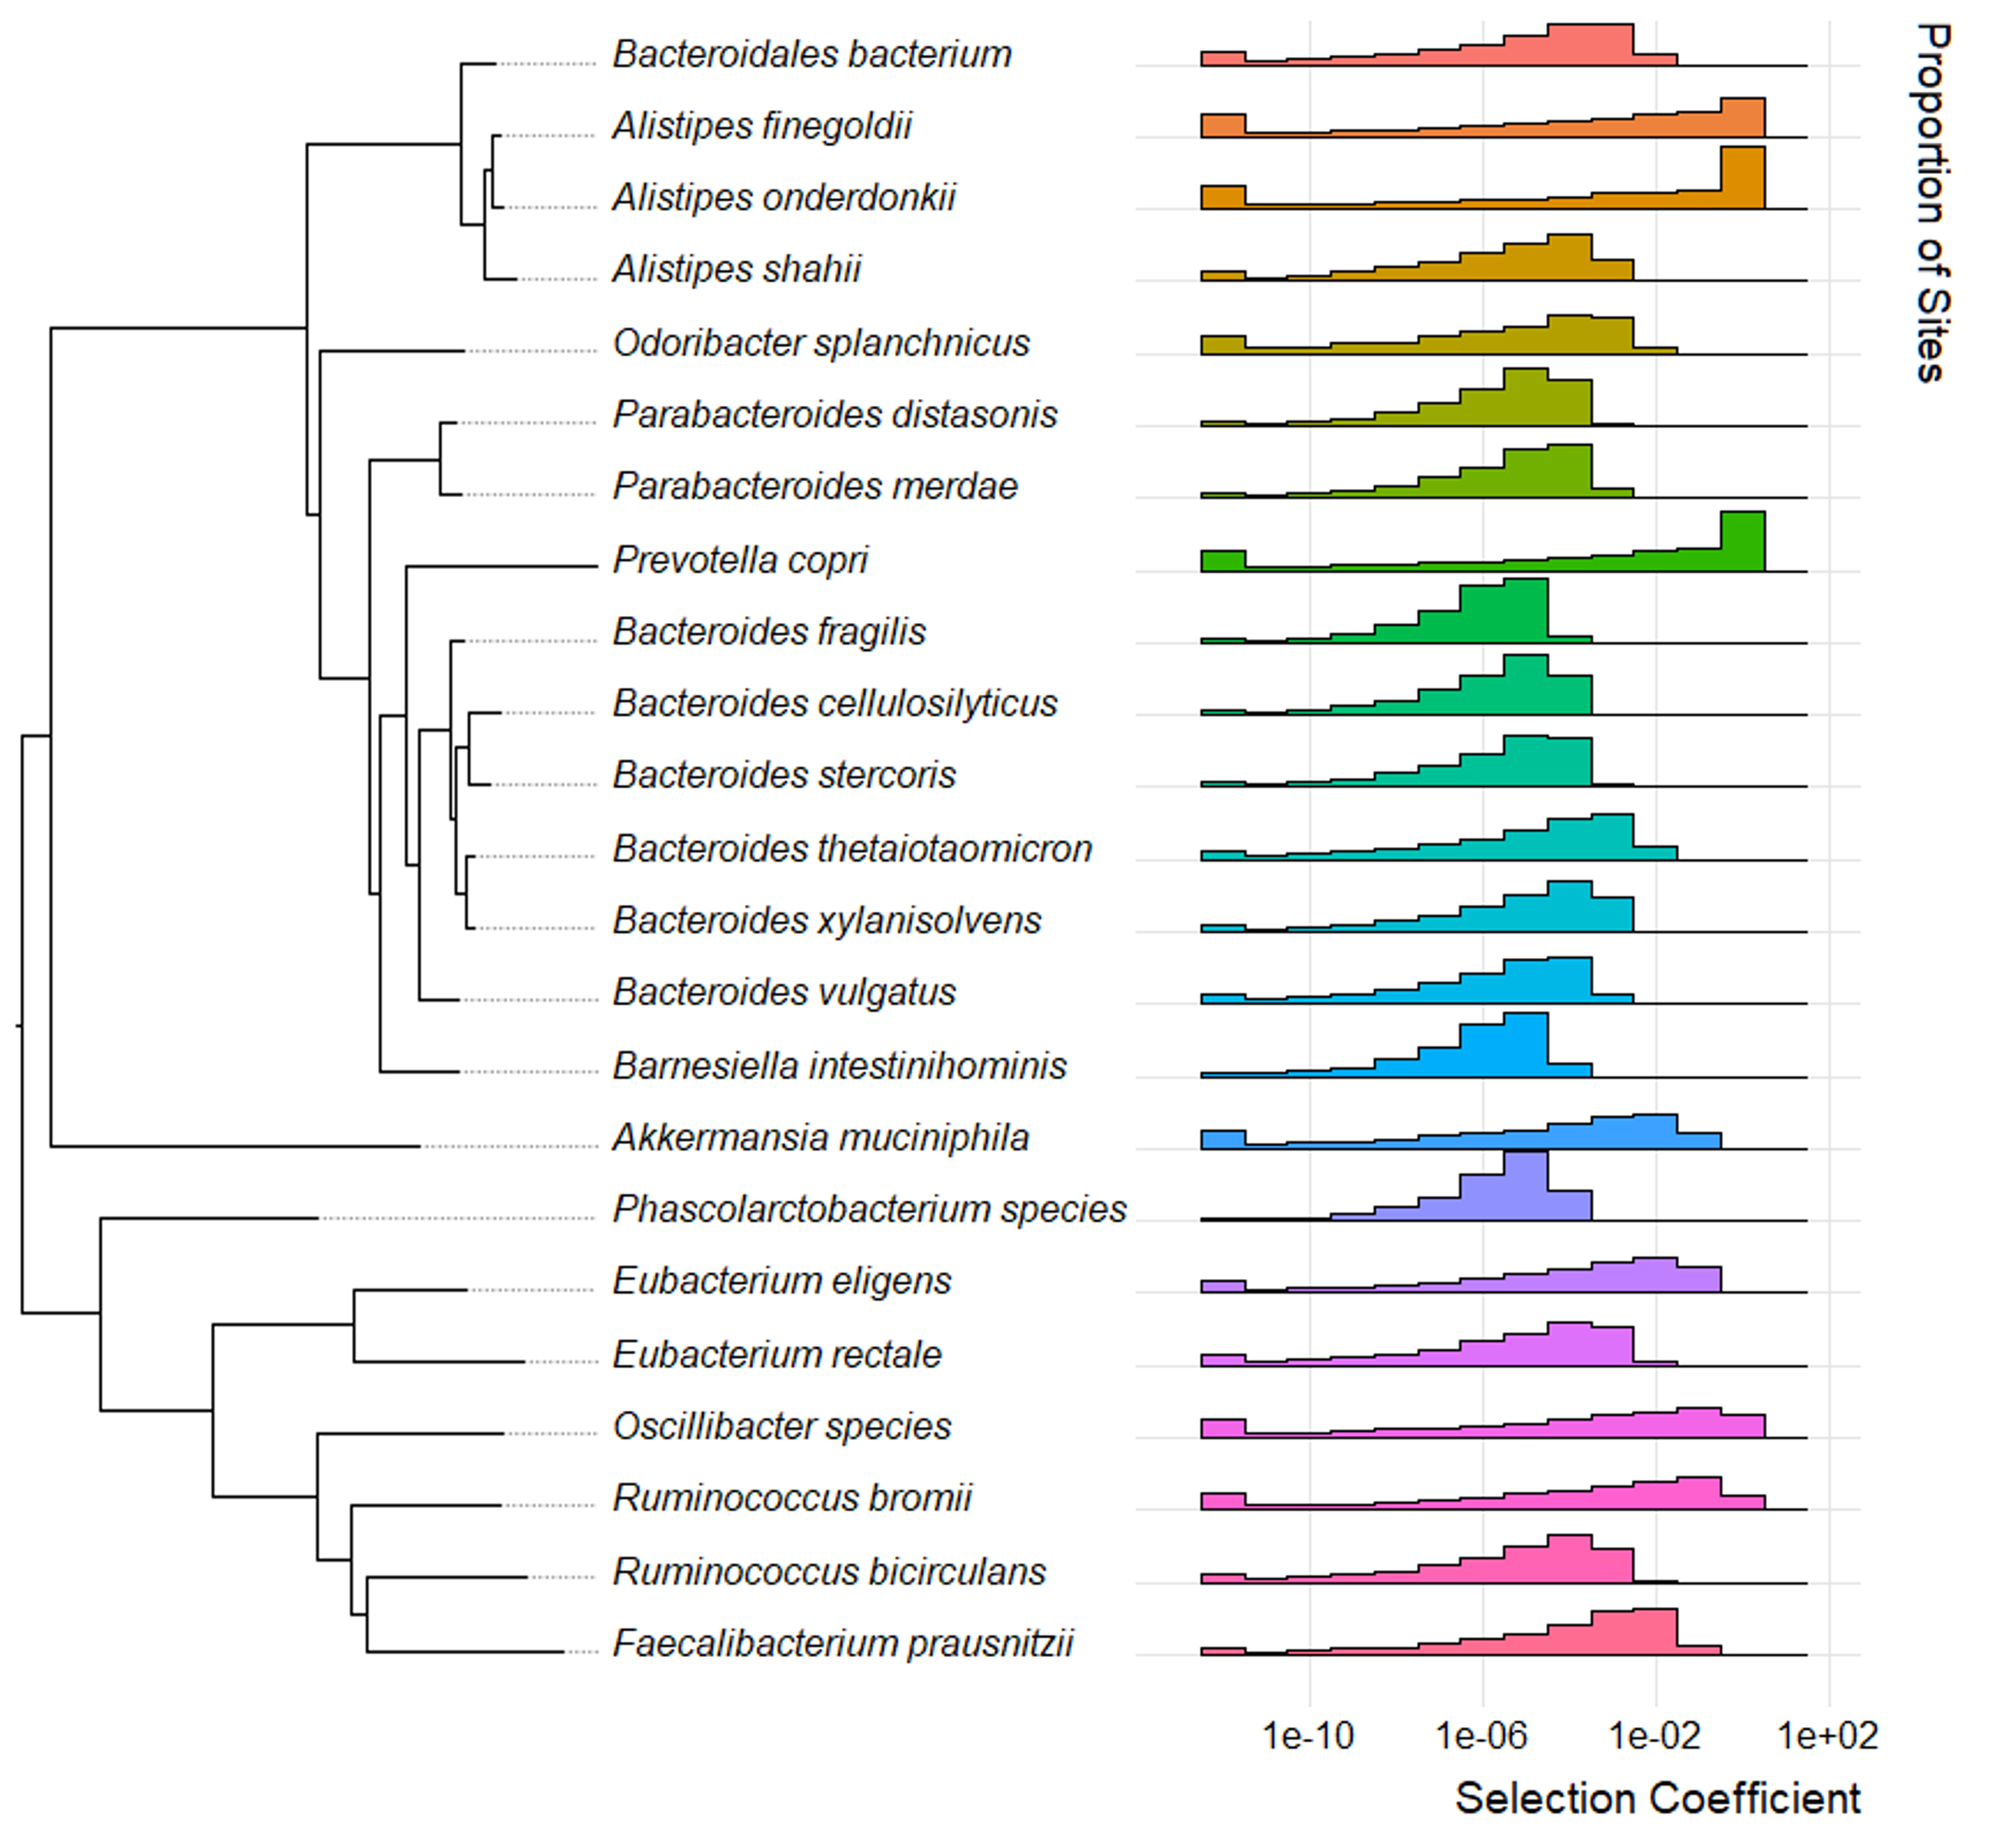 Bacteroidales bacterium
Alistipes finegoldii
Alistipes onderdonkii
Alistipes shahii
Odoribacter splanchnicus
Parabacteroides distasonis
Parabacteroides merdae
Prevotella copri
Bacteroides fragilis
Bacteroides cellulosilyticus
Bacteroides stercoris
Bacteroides thetaiotaomicron
Bacteroides xylanisolvens
Bacteroides vulgatus
Barnesiella intestinihominis
Akkermansia muciniphila
Phascolarctobacterium species
Eubacterium eligens
Eubacterium rectale
Oscillibacter species
Ruminococcus bromii
Ruminococcus bicirculans
Faecalibacterium prausnitzii
Proportion of Sites
1e-10 1e-06 1e-02 1e+02
Selection Coefficient